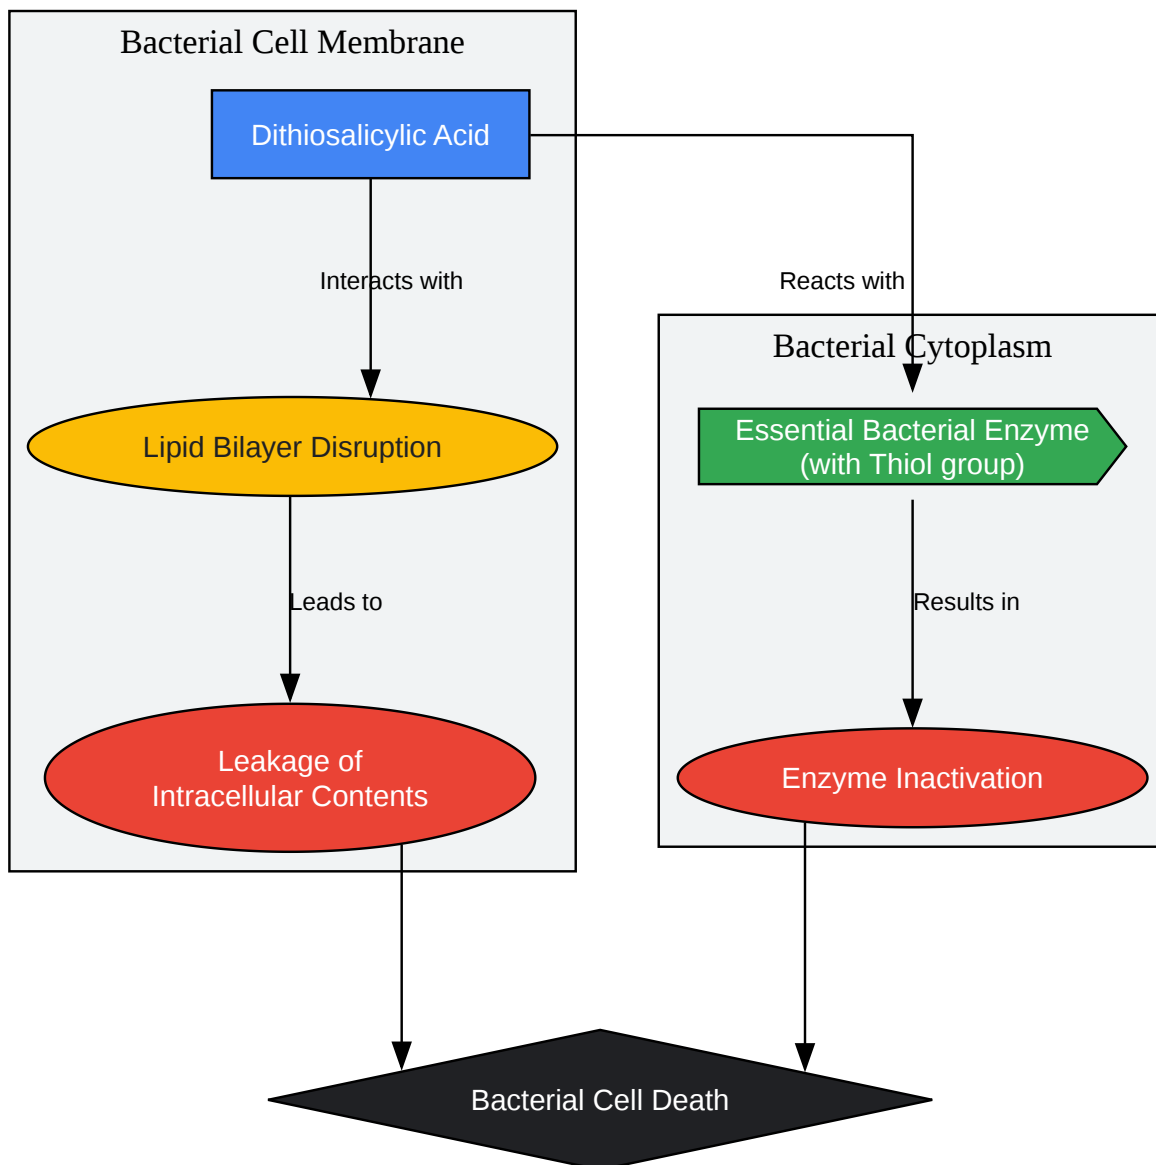 Bacterial Cell Membrane
Dithiosalicylic Acid
Interacts with
Reacts with
Bacterial Cytoplasm
Lipid Bilayer Disruption
Essential Bacterial Enzyme
(with Thiol group)
Leads to
Results in
Leakage of
Intracellular Contents
Enzyme Inactivation
Bacterial Cell Death